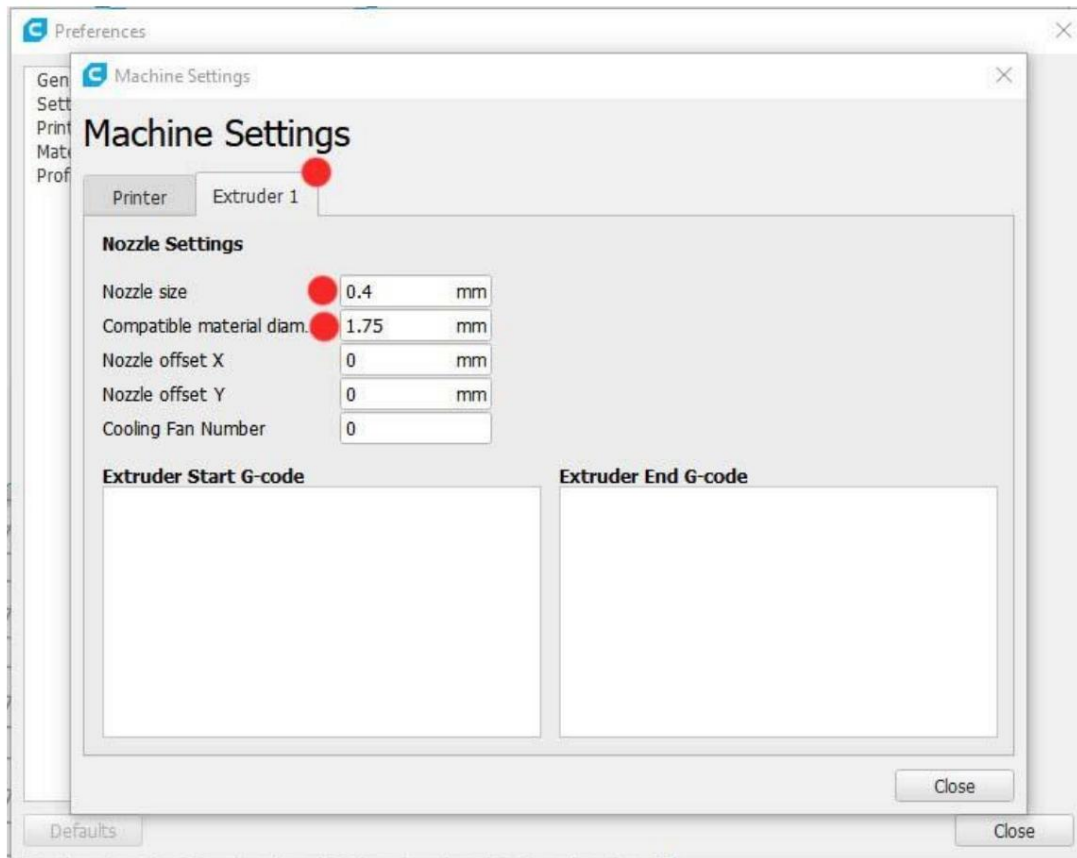 Preferences
Machine Settings
Gen
Sett
Print
Mate
Prof
Machine Settings
Printer
Extruder 1
Nozzle Settings
Nozzle size 0.4 mm
Compatible material diam. 1.75 mm
Nozzle offset X 0 mm
Nozzle offset Y 0 mm
Cooling Fan Number 0
Extruder Start G-code
Extruder End G-code
Close
Defaults
Close